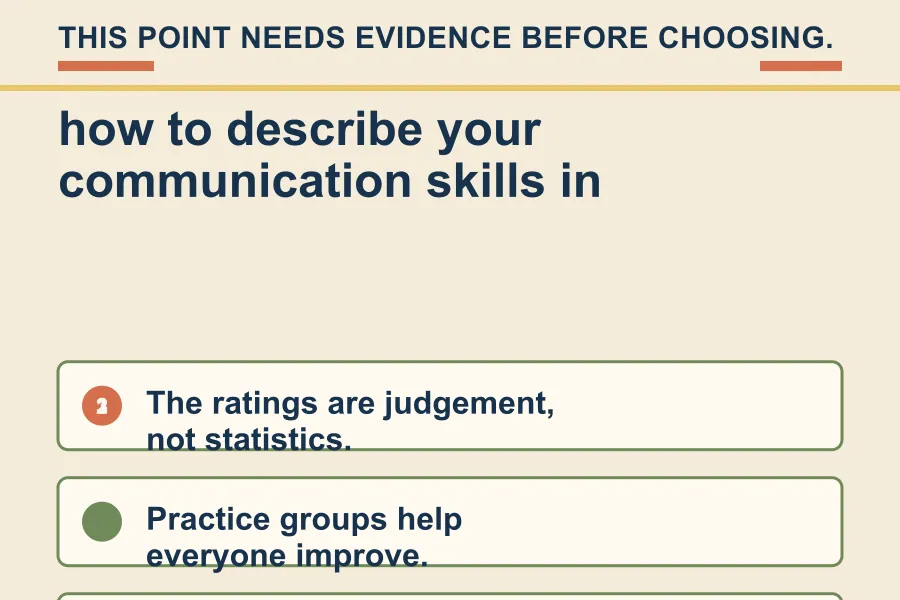 THIS POINT NEEDS EVIDENCE BEFORE CHOOSING.
how to describe your
communication skills in
The ratings are judgement,
not statistics.
Practice groups help
everyone improve.